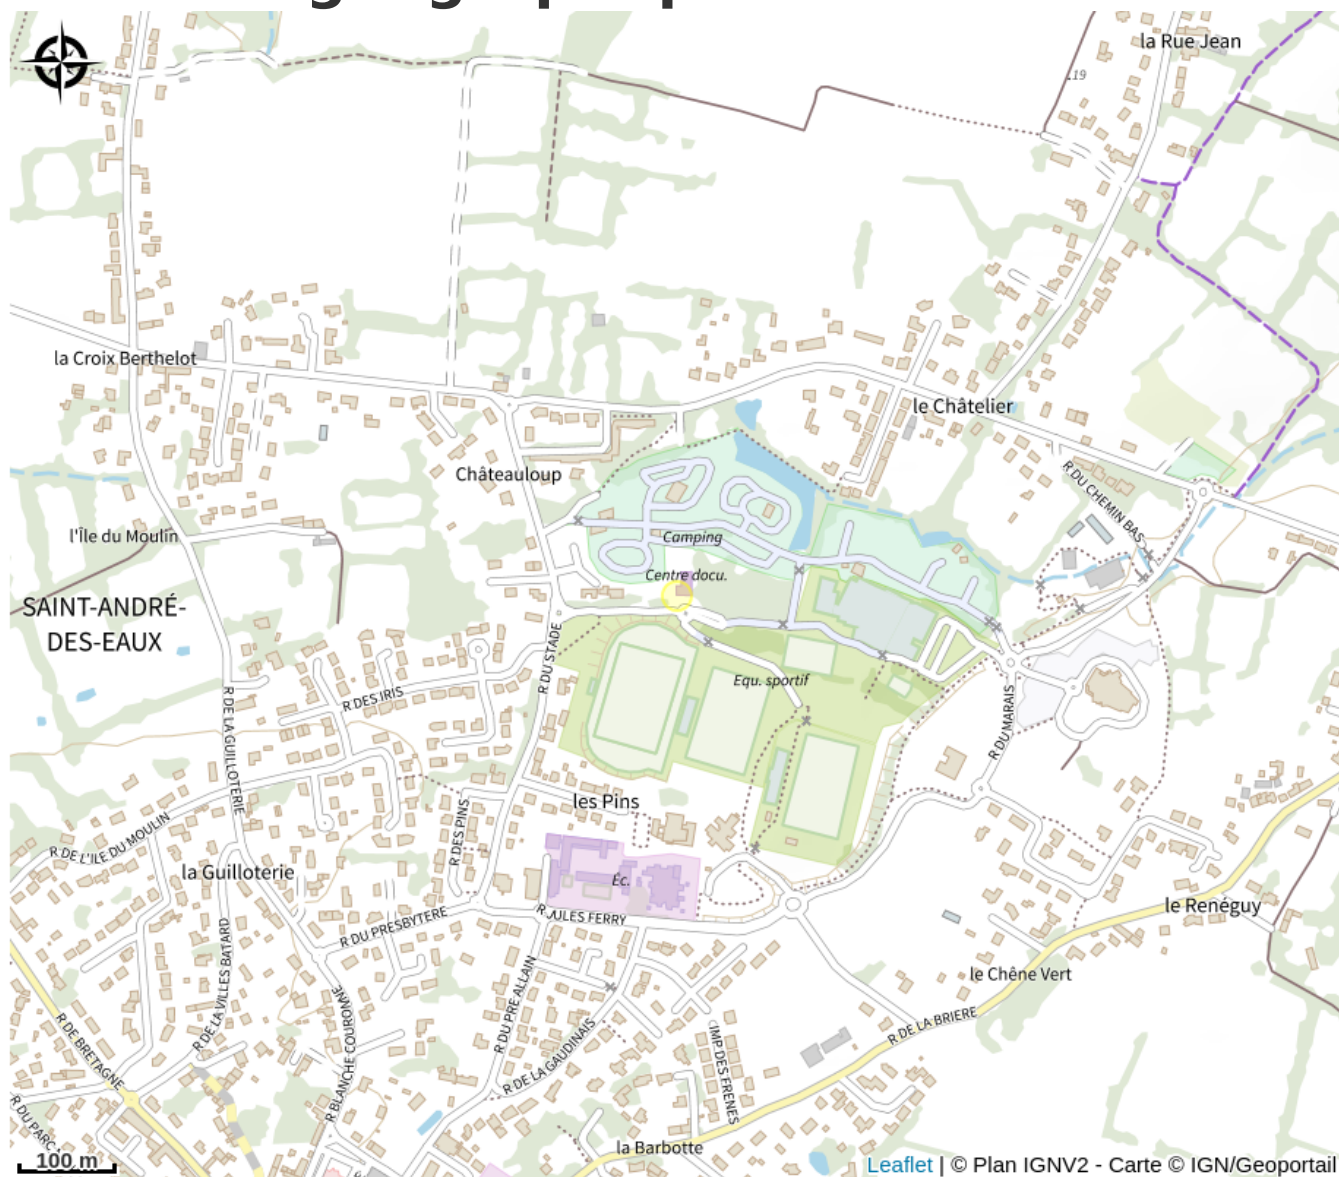 la Rue Jean
19
la Croix Berthelot
le Châtelier
Châteauloup
R DU CHEMIN BAS
l'Île du Moulin
Camping
Centre docu.
SAINT-ANDRÉ-
DES-EAUX
R DU STADE
Equ. sportif
R DES IRIS
R DE LA GUILLOTERIE
R DU MARAIS
les Pins
R DES PINS
R DE L'ILE DU MOULIN
la Guilloterie
Éc.
R JULES FERRY
le Renéguy
R DU PRESBYTERE
R DE LA VILLES BATARD
le Chêne Vert
R DU PRE ALLAIN
R BLANCHE COURONNE
R DE BRETAGNE
R DE LA BRIERE
R DE LA GAUDINAIS
IMP DES FRENES
R DU PARC
la Barbotte
100 m
Leaflet | © Plan IGNV2 - Carte © IGN/Geoportail